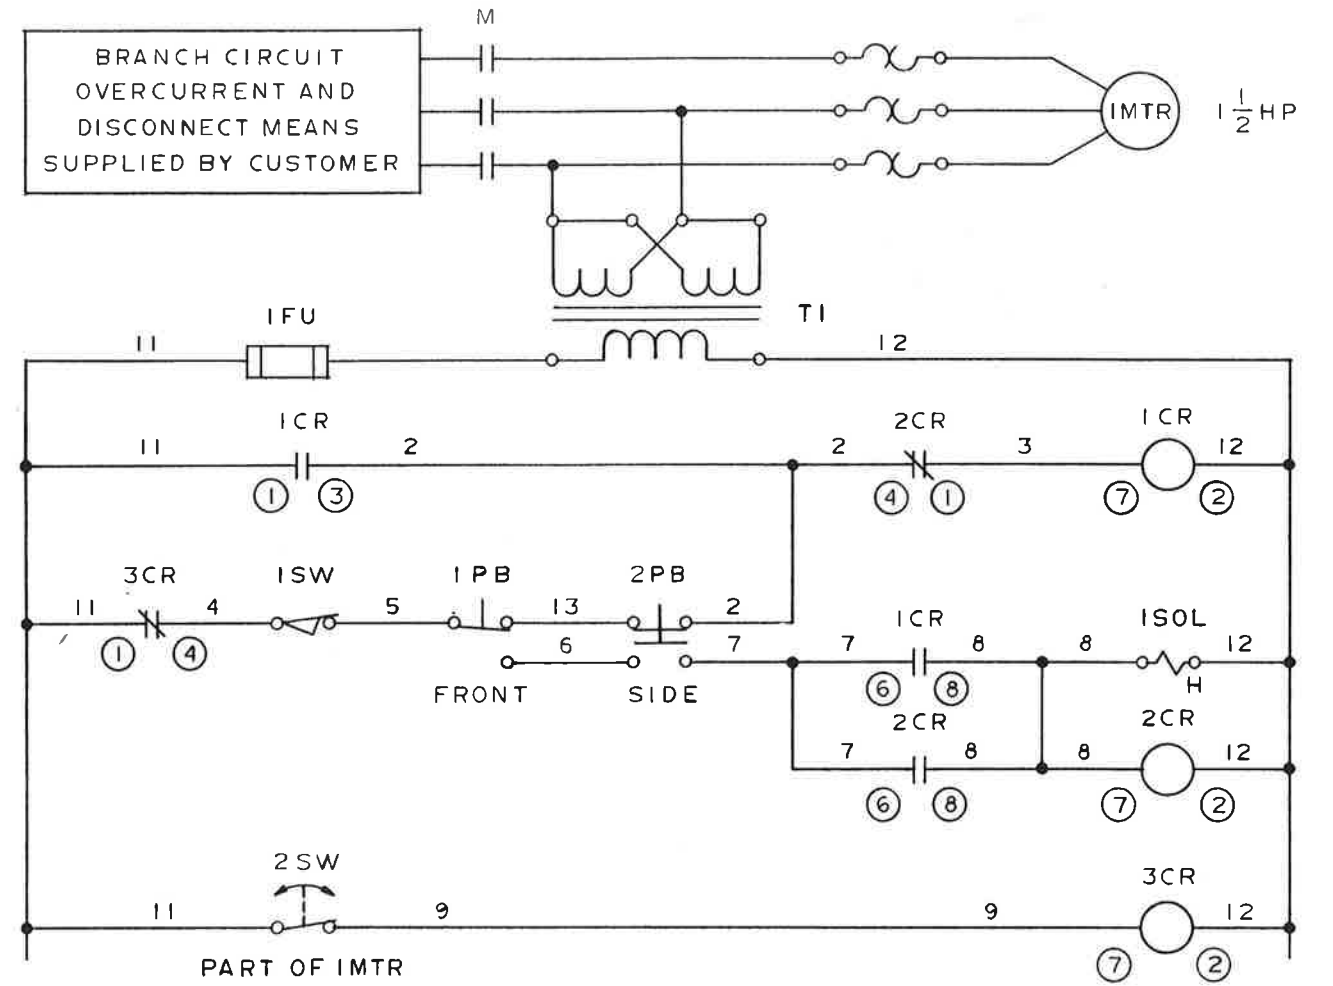 M
BRANCH CIRCUIT
OVERCURRENT AND
DISCONNECT MEANS
SUPPLIED BY CUSTOMER
1MTR
1 1/2 HP
1FU
T1
11
12
1CR
2CR
1CR
11
2
2
3
12
1
3
4
1
7
2
3CR
1SW
1PB
2PB
11
4
5
13
2
1CR
1SOL
1
4
6
7
7
8
8
12
FRONT
SIDE
6
8
H
2CR
2CR
7
8
8
12
6
8
7
2
2SW
3CR
11
9
9
12
PART OF 1MTR
7
2